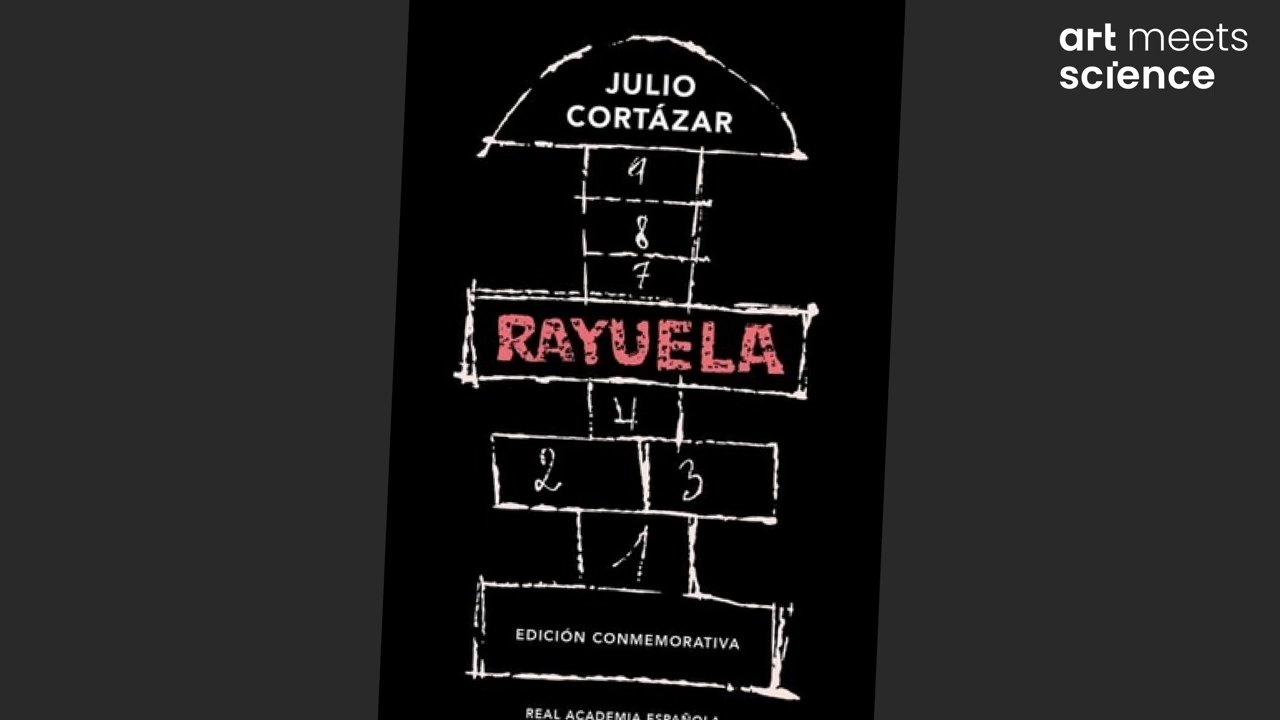 art meets
science
JULIO
CORTÁZAR
9
8
7
RAYUELA
4
2 3
1
EDICIÓN CONMEMORATIVA
REAL ACADEMIA ESPAÑOLA